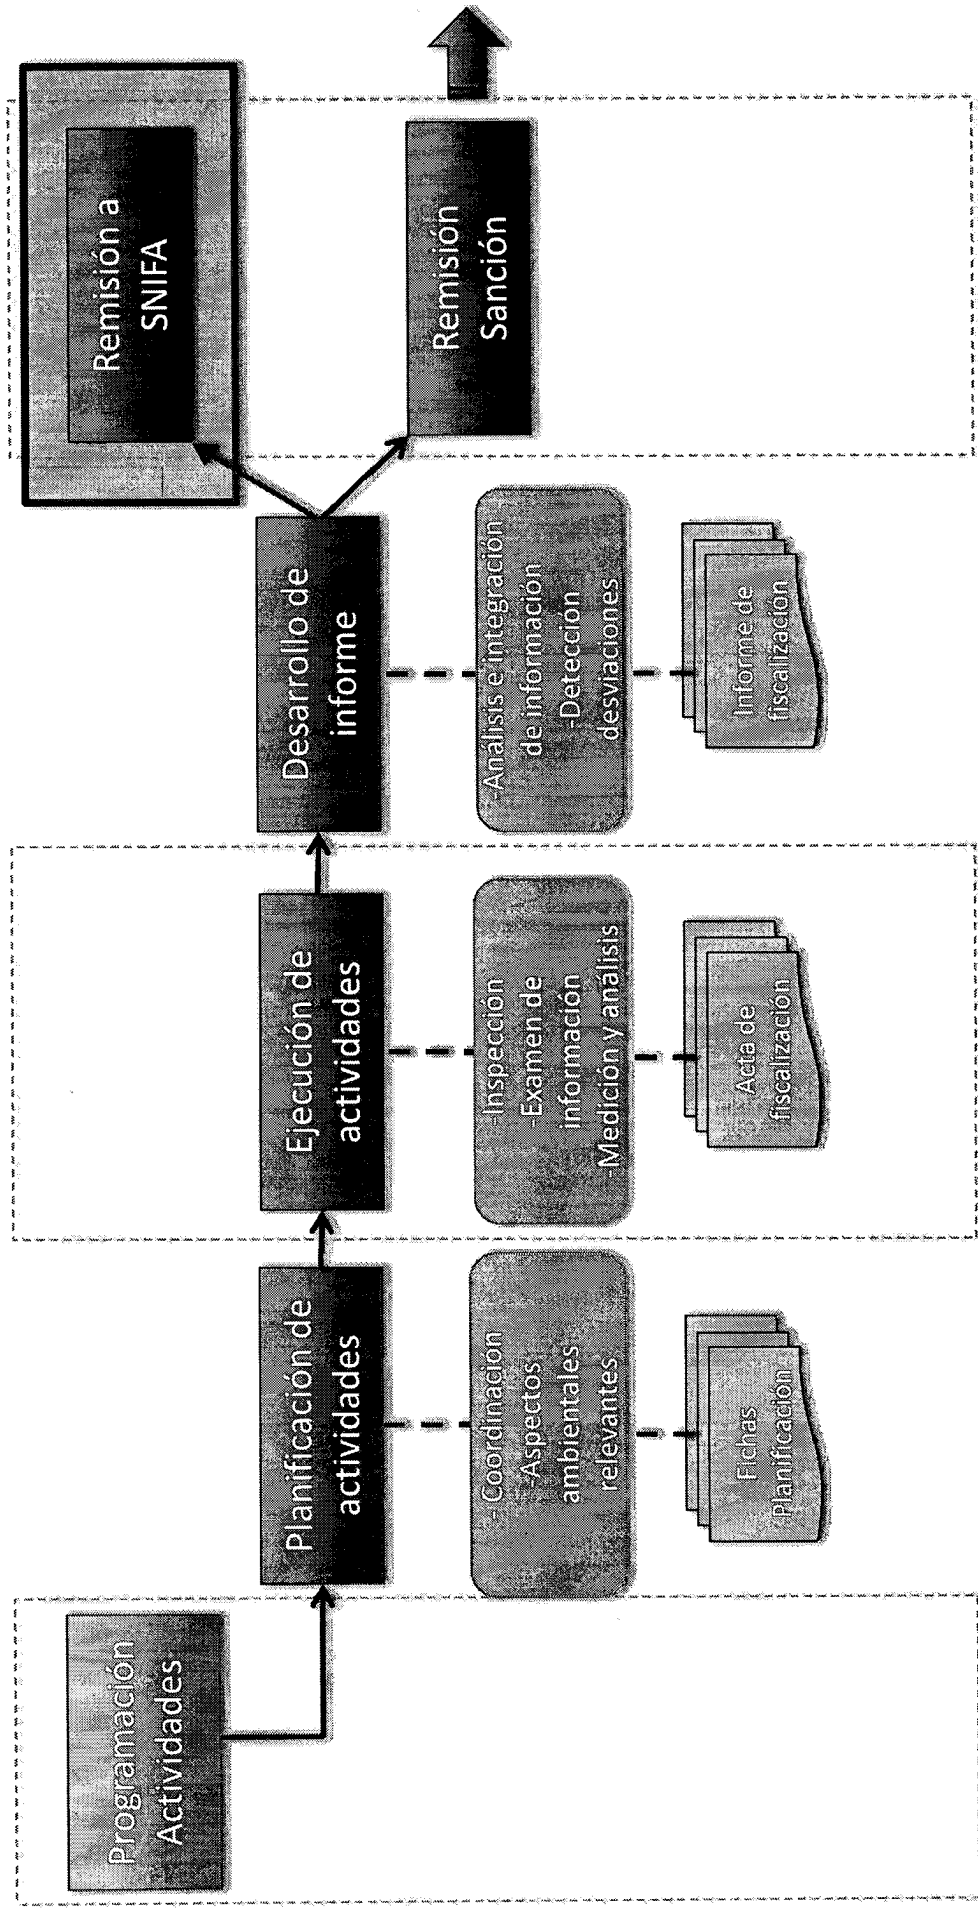 Programación
Actividades
Planificación de
actividades
- Coordinacion
-Aspectos
ambientales
relevantes
Fichas
Planificación
Ejecución de
actividades
-Inspección
-Examen de
información
-Medición y análisis
Acta de
fiscalización
Desarrollo de
informe
-Análisis e integración
de información
-Detección
desviaciones
Informe de
fiscalización
Remisión a
SNIFA
Remisión
Sanción